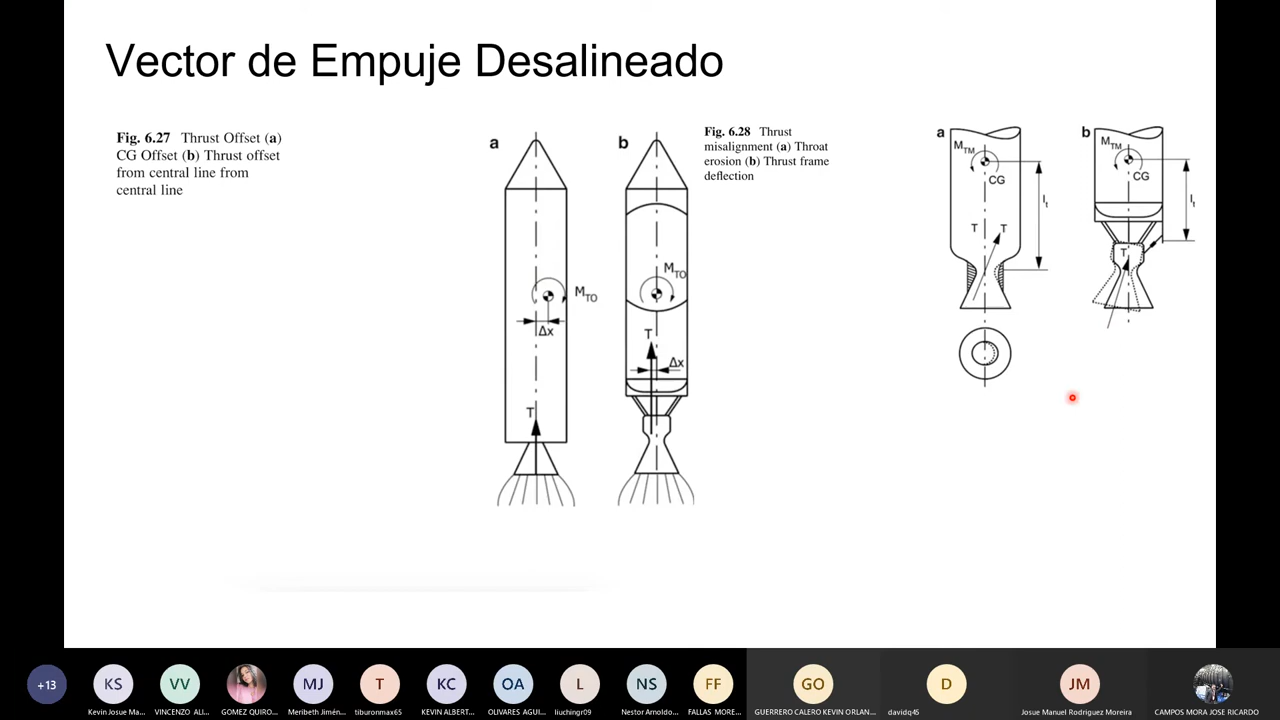 Vector de Empuje Desalineado
Fig. 6.27 Thrust Offset (a)
CG Offset (b) Thrust offset
from central line from
central line
a
b
M_TO
Δx
T
M_TO
T
Δx
Fig. 6.28 Thrust
misalignment (a) Throat
erosion (b) Thrust frame
deflection
a
b
M_TM
CG
l_t
T
T
M_TM
CG
l_t
T
+13
KS
VV
MJ
T
KC
OA
L
NS
FF
GO
D
JM
Kevin Josue Ma...
VINCENZO ALI...
GOMEZ QUIRO...
Meribeth Jimén...
tiburonmax65
KEVIN ALBERT...
OLIVARES AGUI...
liuchingr09
Nestor Arnoldo...
FALLAS MORE...
GUERRERO CALERO KEVIN ORLAN...
davidq45
Josue Manuel Rodriguez Moreira
CAMPOS MORA JOSE RICARDO